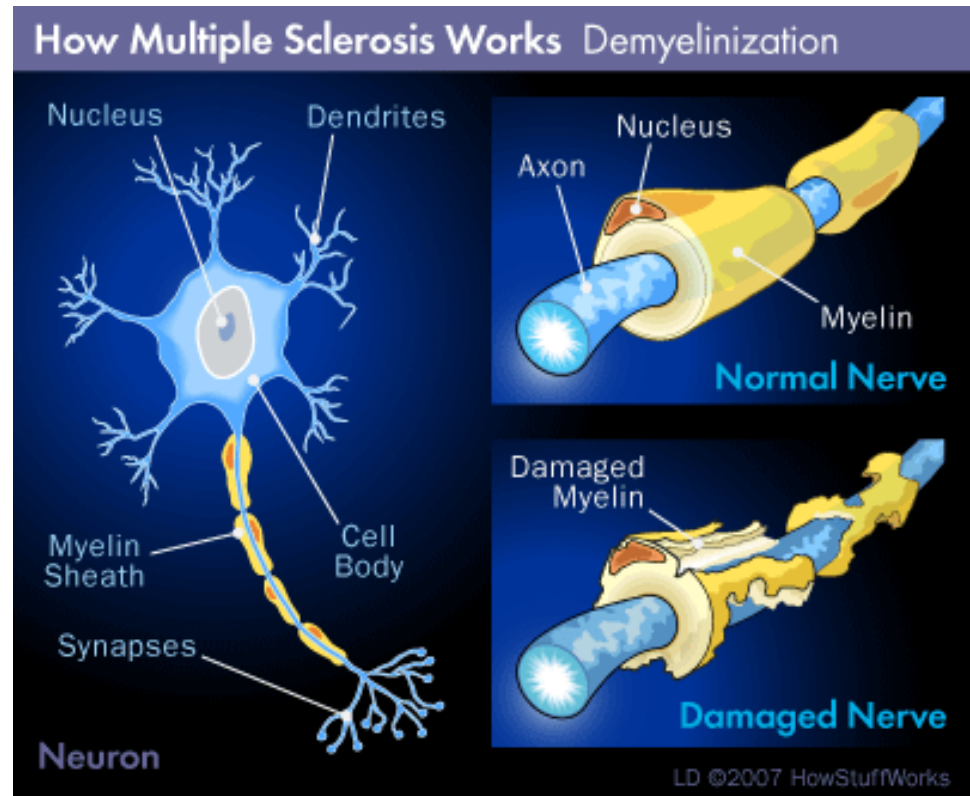 How Multiple Sclerosis Works Demyelinization
Nucleus
Dendrites
Myelin
Sheath
Cell
Body
Synapses
Neuron
Nucleus
Axon
Myelin
Normal Nerve
Damaged
Myelin
Damaged Nerve
LD ©2007 HowStuffWorks